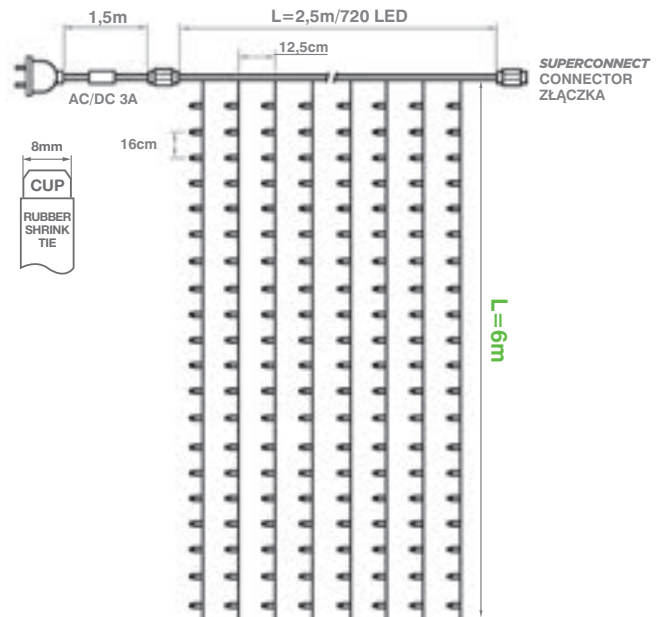 1,5m
L=2,5m/720 LED
12,5cm
SUPERCONNECT
CONNECTOR
ZŁĄCZKA
AC/DC 3A
16cm
8mm
CUP
RUBBER
SHRINK
TIE
L=6m